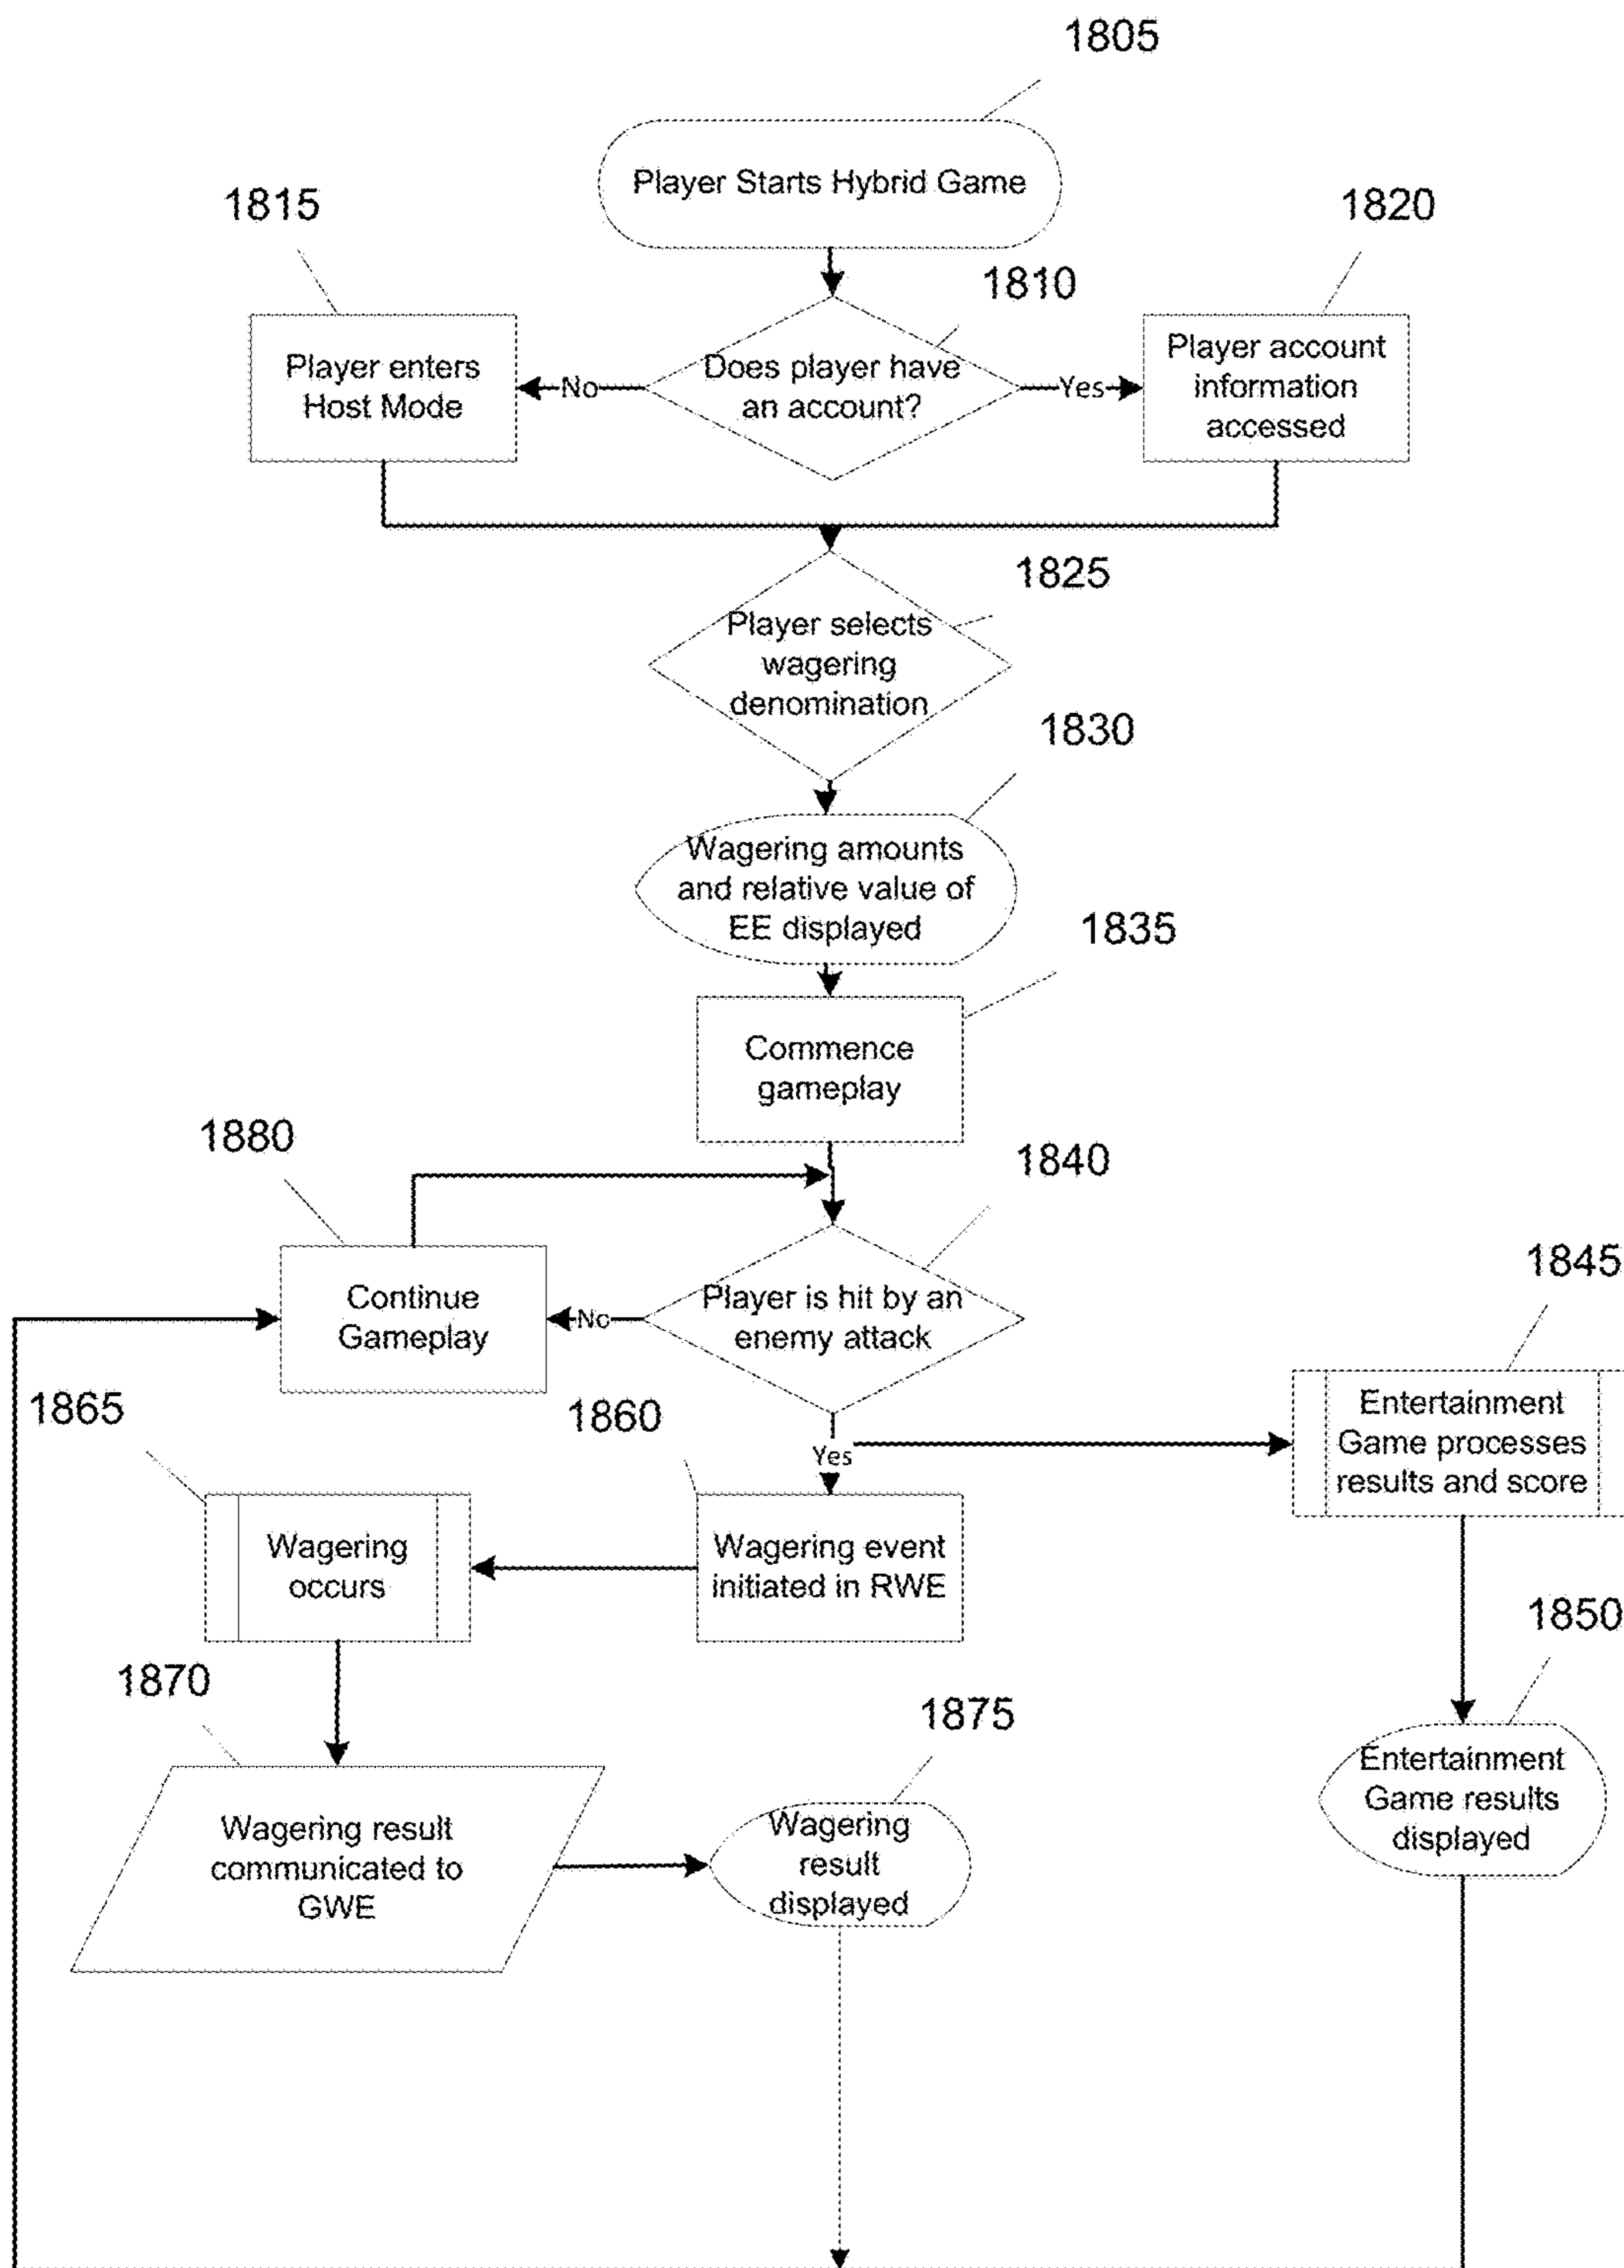 1805
Player Starts Hybrid Game
1815
1820
1810
Player enters
Host Mode
No
Does player have
an account?
Yes
Player account
information
accessed
1825
Player selects
wagering
denomination
1830
Wagering amounts
and relative value of
EE displayed
1835
Commence
gameplay
1880
1840
1845
Continue
Gameplay
No
Player is hit by an
enemy attack
1865
1860
Yes
Entertainment
Game processes
results and score
Wagering
occurs
Wagering event
initiated in RWE
1850
1870
1875
Wagering result
communicated to
GWE
Wagering
result
displayed
Entertainment
Game results
displayed